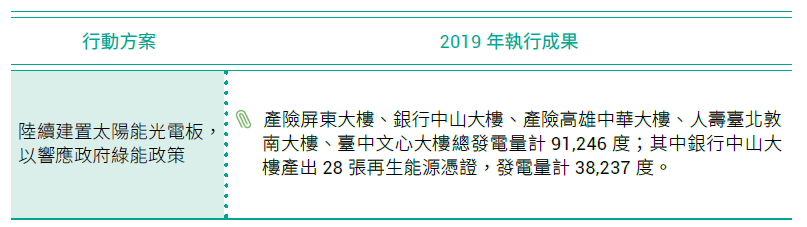 行動方案
2019 年執行成果
陸續建置太陽能光電板，
以響應政府綠能政策
產險屏東大樓、銀行中山大樓、產險高雄中華大樓、人壽臺北敦
南大樓、臺中文心大樓總發電量計 91,246 度；其中銀行中山大
樓產出 28 張再生能源憑證，發電量計 38,237 度。